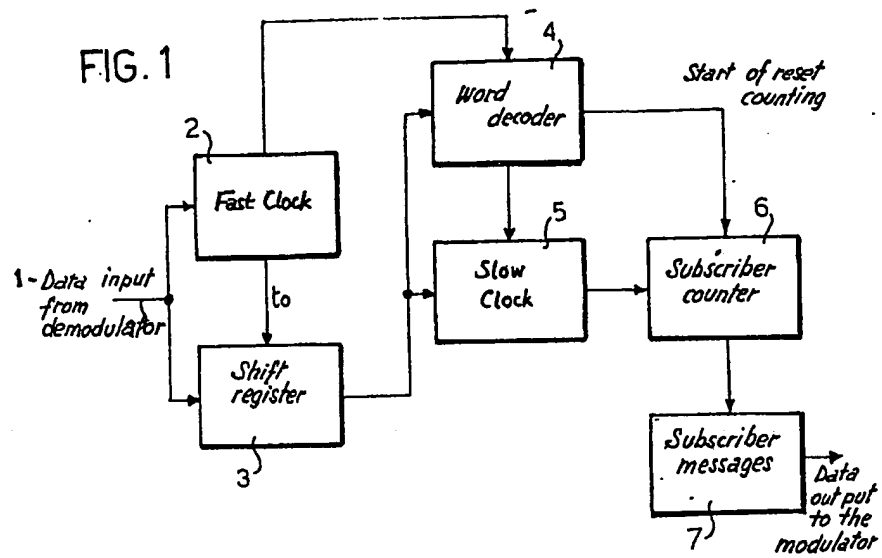 FIG. 1
4
Word
decoder
Start of reset
counting
2
Fast Clock
5
Slow
Clock
6
Subscriber
counter
1-Data input
from
demodulator
to
Shift
register
3
Subscriber
messages
7
Data
output
to the
modulator